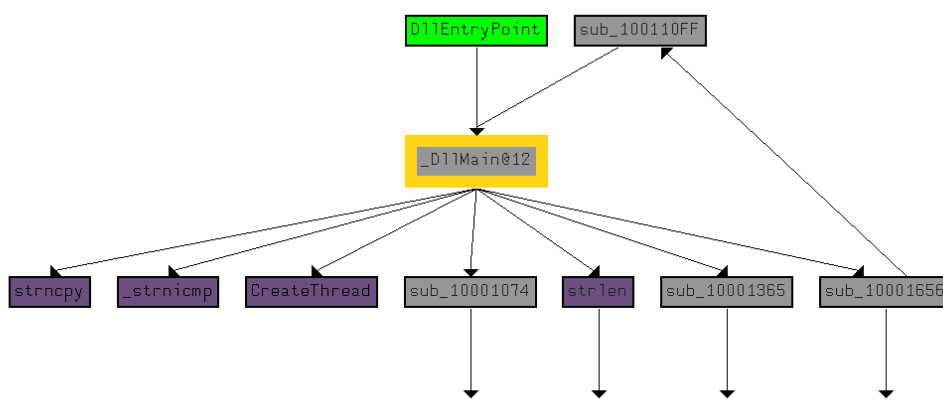 DllEntryPoint
sub_100110FF
_DllMain@12
strncpy
_strnicmp
CreateThread
sub_10001074
strlen
sub_10001365
sub_10001656